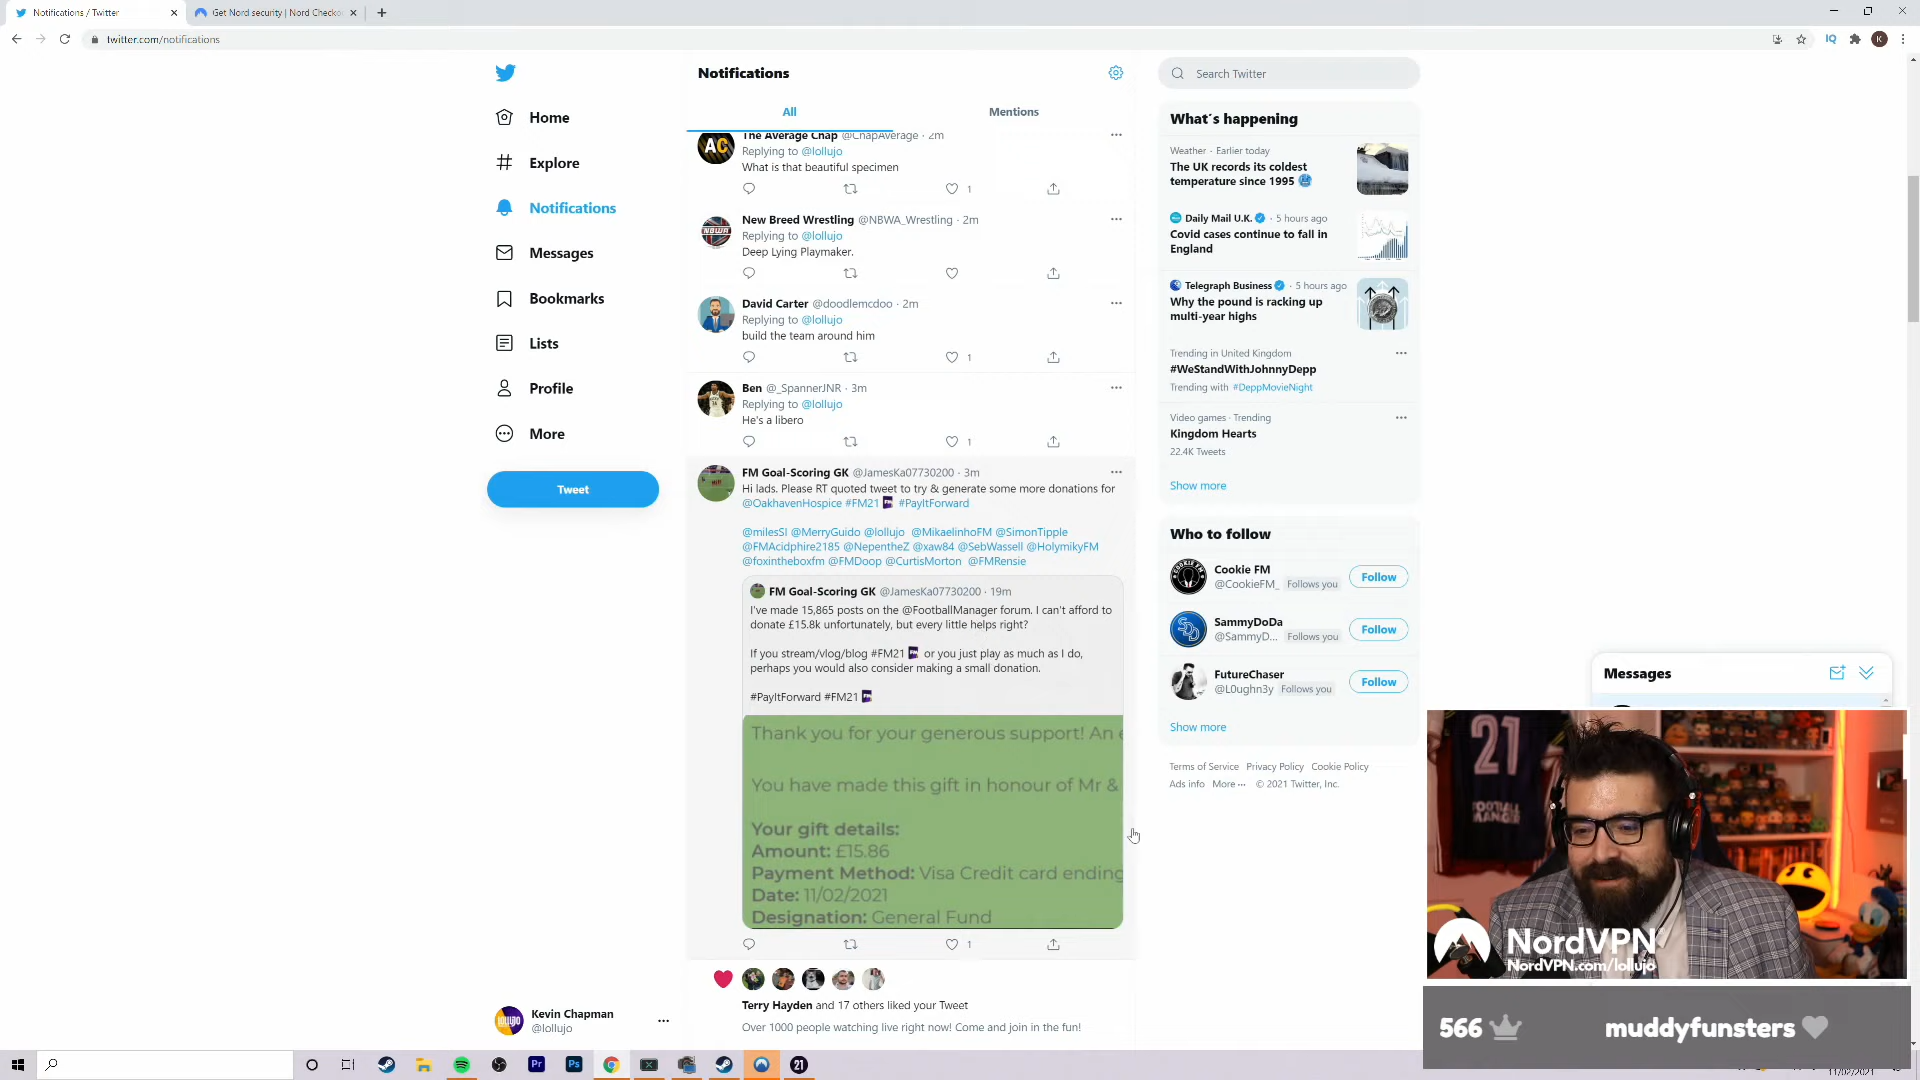 Notifications / Twitter
Get Nord security | Nord Checko
twitter.com/notifications
IQ
K
Home
Explore
Notifications
Messages
Bookmarks
Lists
Profile
More
Tweet
Kevin Chapman
@lollujo
Notifications
All
Mentions
AC
The Average Chap @ChapAverage · 2m
Replying to @lollujo
What is that beautiful specimen
1
NBWA
New Breed Wrestling @NBWA_Wrestling · 2m
Replying to @lollujo
Deep Lying Playmaker.
David Carter @doodlemcdoo · 2m
Replying to @lollujo
build the team around him
1
Ben @_SpannerJNR · 3m
Replying to @lollujo
He's a libero
1
FM Goal-Scoring GK @JamesKa07730200 · 3m
Hi lads. Please RT quoted tweet to try & generate some more donations for
@OakhavenHospice #FM21 #PayItForward
@milesSI @MerryGuido @lollujo @MikaelinhoFM @SimonTipple
@FMAcidphire2185 @NepentheZ @xaw84 @SebWassell @HolymikyFM
@foxintheboxfm @FMDoop @CurtisMorton @FMRensie
FM Goal-Scoring GK @JamesKa07730200 · 19m
I've made 15,865 posts on the @FootballManager forum. I can't afford to
donate £15.8k unfortunately, but every little helps right?
If you stream/vlog/blog #FM21 or you just play as much as I do,
perhaps you would also consider making a small donation.
#PayItForward #FM21
Thank you for your generous support! An e
You have made this gift in honour of Mr &
Your gift details:
Amount: £15.86
Payment Method: Visa Credit card ending
Date: 11/02/2021
Designation: General Fund
1
Terry Hayden and 17 others liked your Tweet
Over 1000 people watching live right now! Come and join in the fun!
Search Twitter
What's happening
Weather · Earlier today
The UK records its coldest
temperature since 1995
Daily Mail U.K. · 5 hours ago
Covid cases continue to fall in
England
Telegraph Business · 5 hours ago
Why the pound is racking up
multi-year highs
Trending in United Kingdom
#WeStandWithJohnnyDepp
Trending with #DeppMovieNight
Video games · Trending
Kingdom Hearts
22.4K Tweets
Show more
Who to follow
Cookie FM
@CookieFM_ Follows you
Follow
SammyDoDa
@SammyD... Follows you
Follow
FutureChaser
@L0ughn3y Follows you
Follow
Show more
Terms of Service Privacy Policy Cookie Policy
Ads info More ··· © 2021 Twitter, Inc.
Messages
21
FOOTBALL
MANAGER
NordVPN
NordVPN.com/lollujo
566
muddyfunsters
Pr
Ps
21
11/02/2021